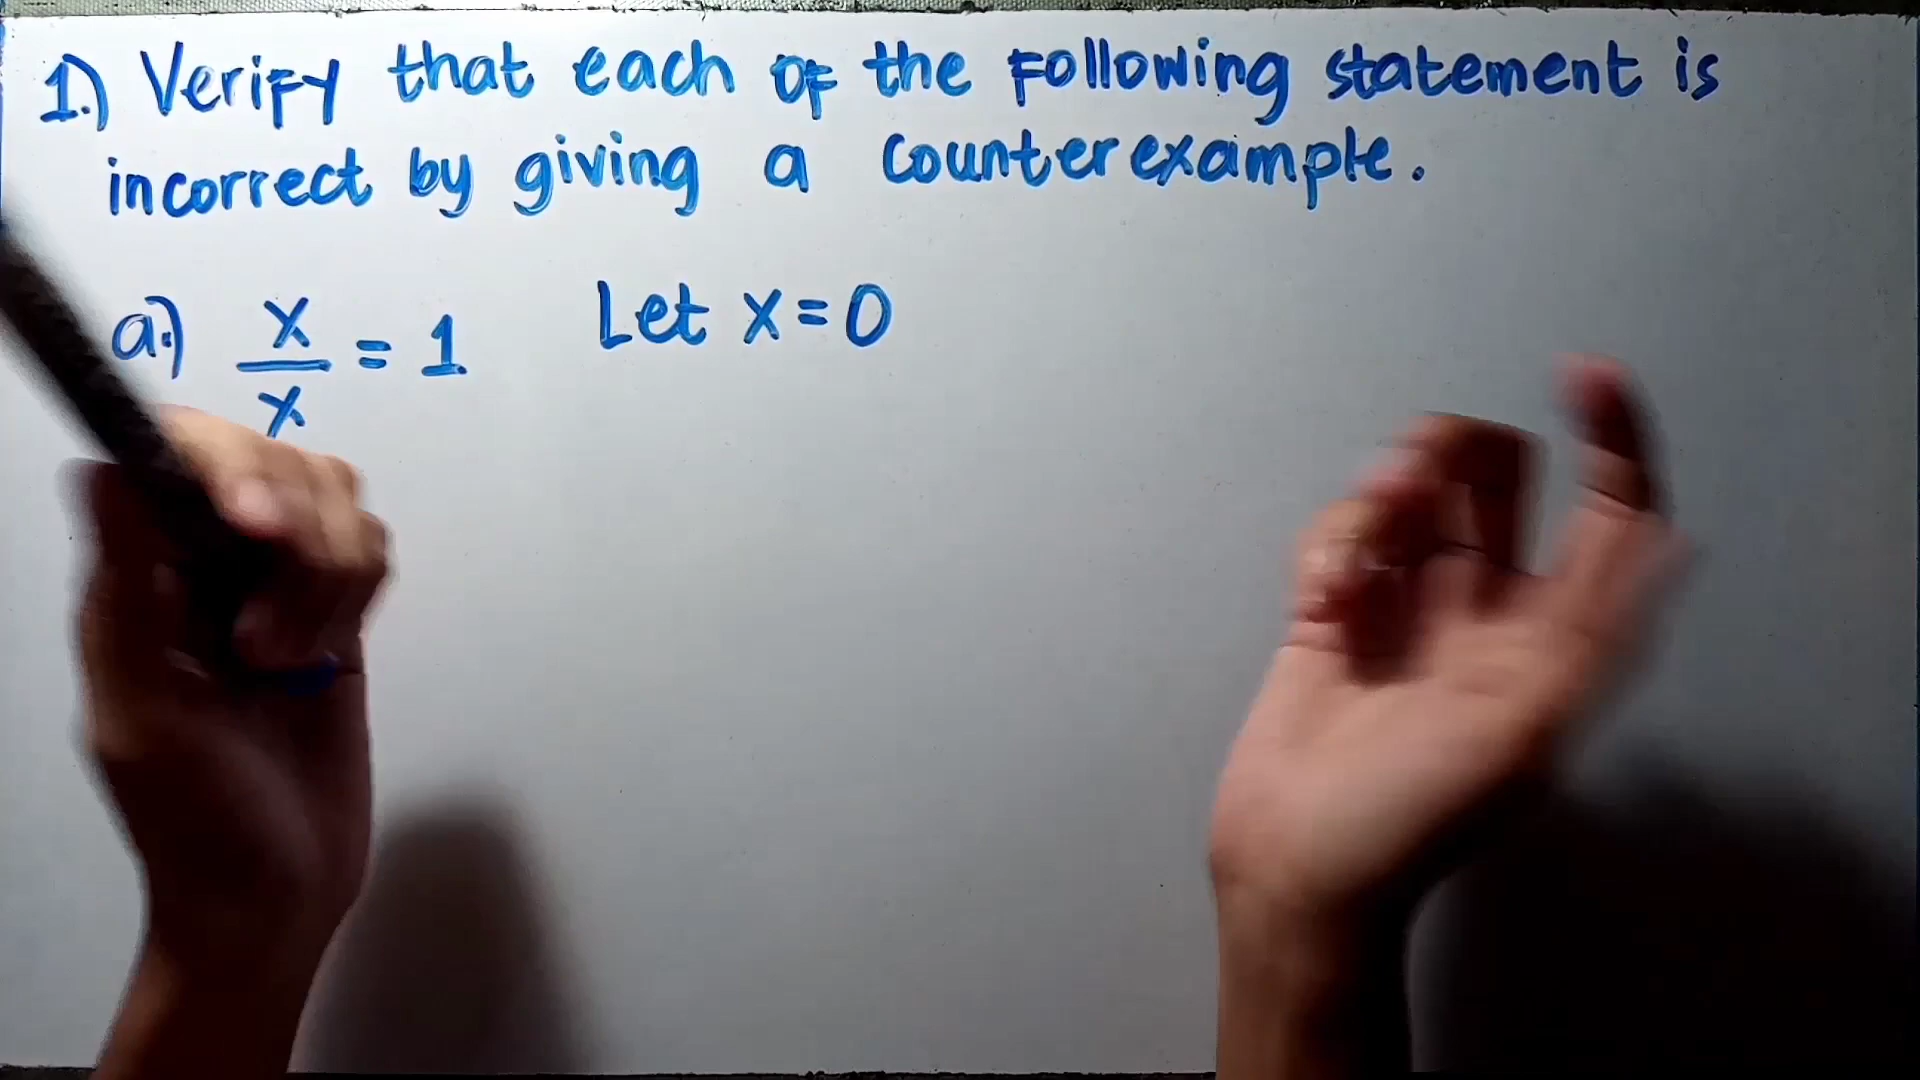 1.) Verify that each of the following statement is
incorrect by giving a counterexample.
a.) x/x = 1 Let x = 0